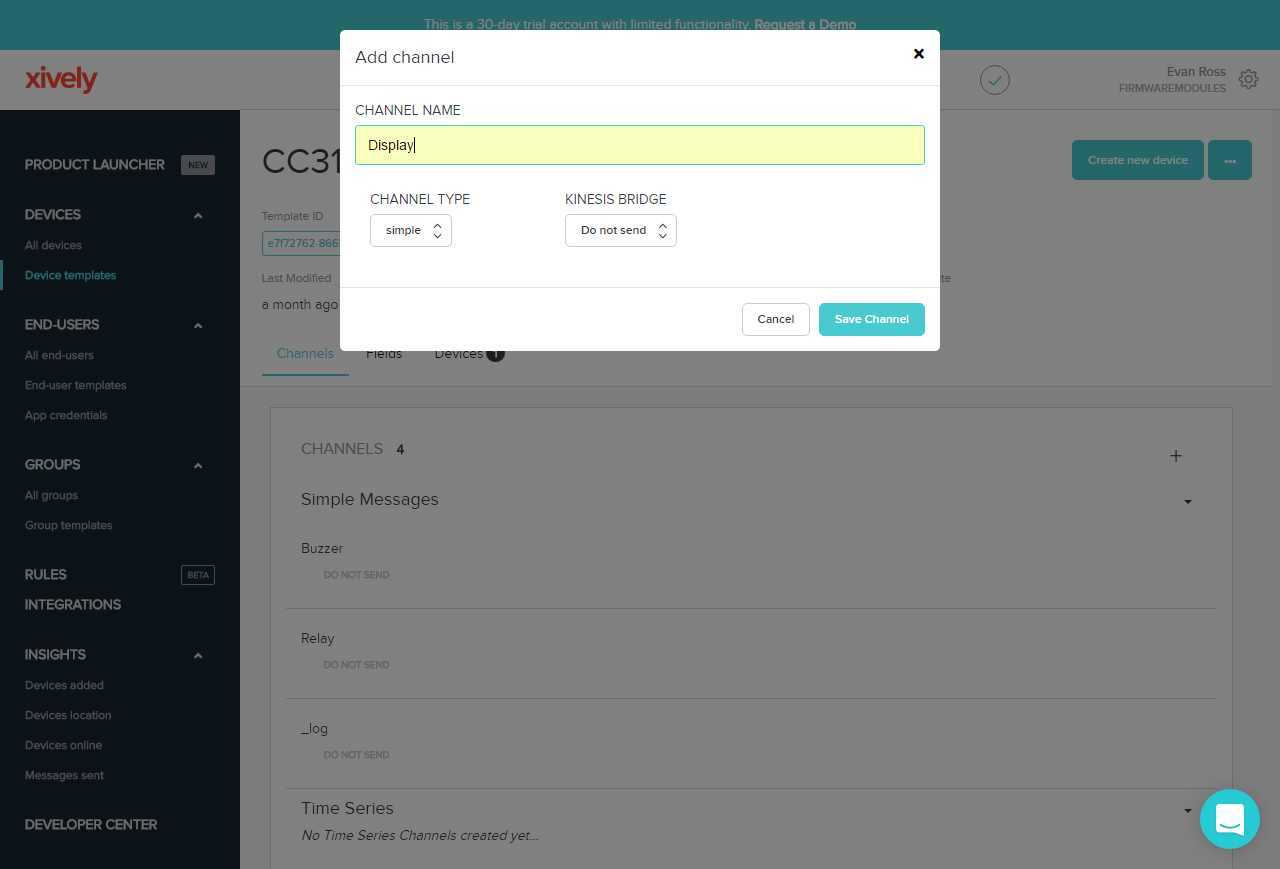 This is a 30-day trial account with limited functionality. Request a Demo
Add channel
xively
Evan Ross
FIRMWAREMODULES
CHANNEL NAME
Display
PRODUCT LAUNCHER NEW
CC31
Create new device
...
DEVICES
All devices
Device templates
CHANNEL TYPE KINESIS BRIDGE
simple Do not send
Template ID
e7f72762-866
Last Modified
te
a month ago
Cancel Save Channel
Channels Fields Devices 1
END-USERS
All end-users
End-user templates
App credentials
GROUPS
All groups
Group templates
RULES BETA
INTEGRATIONS
INSIGHTS
Devices added
Devices location
Devices online
Messages sent
DEVELOPER CENTER
CHANNELS 4
Simple Messages
Buzzer
DO NOT SEND
Relay
DO NOT SEND
_log
DO NOT SEND
Time Series
No Time Series Channels created yet...